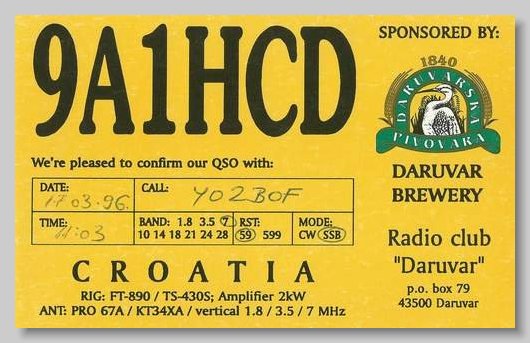 9A1HCD
SPONSORED BY:
1840
DARUVARSKA
PIVOVARA
DARUVAR
BREWERY
We're pleased to confirm our QSO with:
DATE: 17 03.96.
CALL: YO2BOF
TIME: 11:03
BAND: 1.8 3.5 7
10 14 18 21 24 28
RST:
59 599
MODE:
CW SSB
Radio club
"Daruvar"
p.o. box 79
43500 Daruvar
CROATIA
RIG: FT-890 / TS-430S; Amplifier 2kW
ANT: PRO 67A / KT34XA / vertical 1.8 / 3.5 / 7 MHz